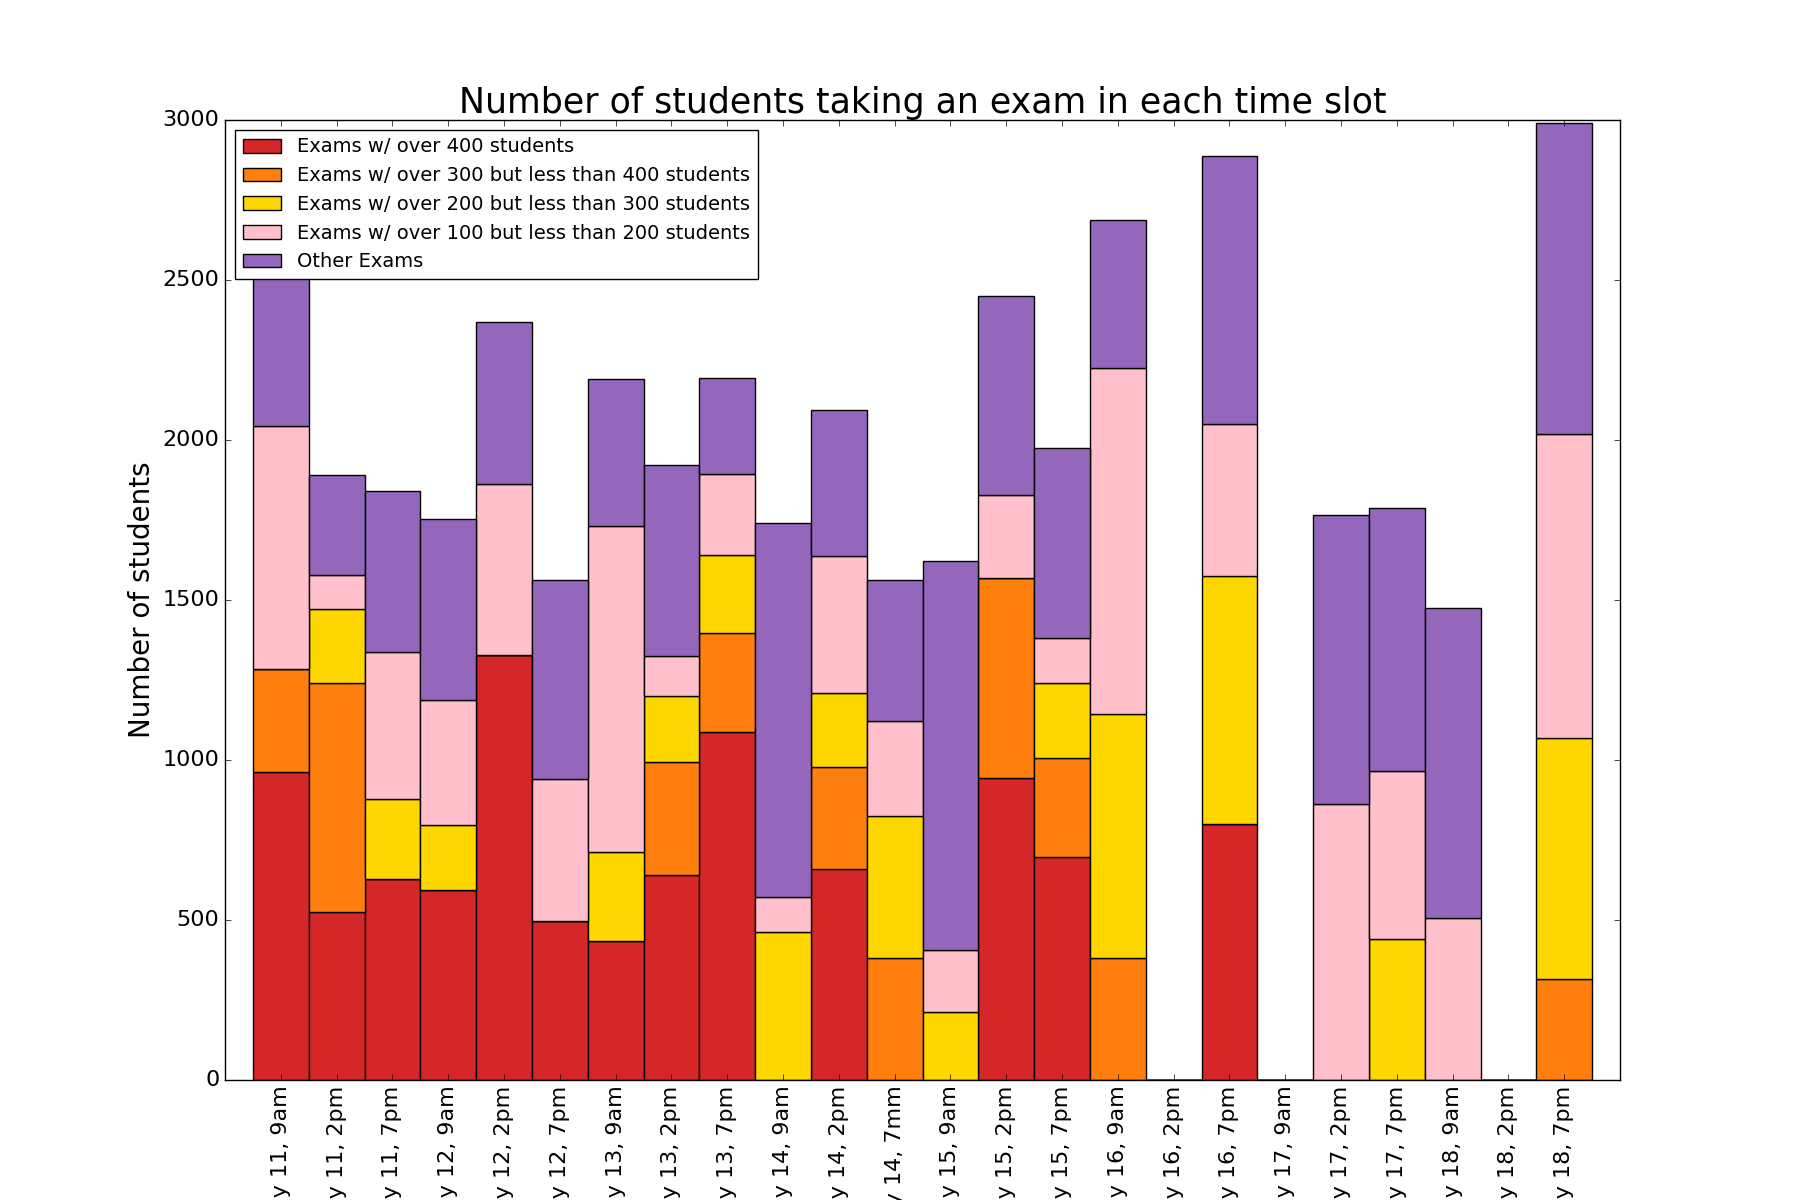 Number of students taking an exam in each time slot
Exams w/ over 400 students
Exams w/ over 300 but less than 400 students
Exams w/ over 200 but less than 300 students
Exams w/ over 100 but less than 200 students
Other Exams
Number of students
3000
2500
2000
1500
1000
500
0
y 11, 9am
y 11, 2pm
y 11, 7pm
y 12, 9am
y 12, 2pm
y 12, 7pm
y 13, 9am
y 13, 2pm
y 13, 7pm
y 14, 9am
y 14, 2pm
y 14, 7mm
y 15, 9am
y 15, 2pm
y 15, 7pm
y 16, 9am
y 16, 2pm
y 16, 7pm
y 17, 9am
y 17, 2pm
y 17, 7pm
y 18, 9am
y 18, 2pm
y 18, 7pm